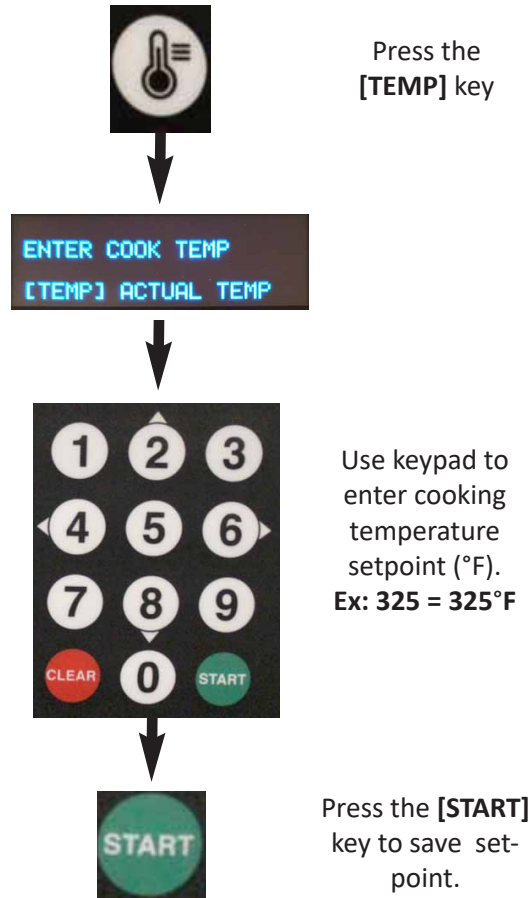 Press the
[TEMP] key
ENTER COOK TEMP
[TEMP] ACTUAL TEMP
1 2 3
4 5 6
7 8 9
CLEAR 0 START
Use keypad to
enter cooking
temperature
setpoint (°F).
Ex: 325 = 325°F
START
Press the [START]
key to save set-
point.